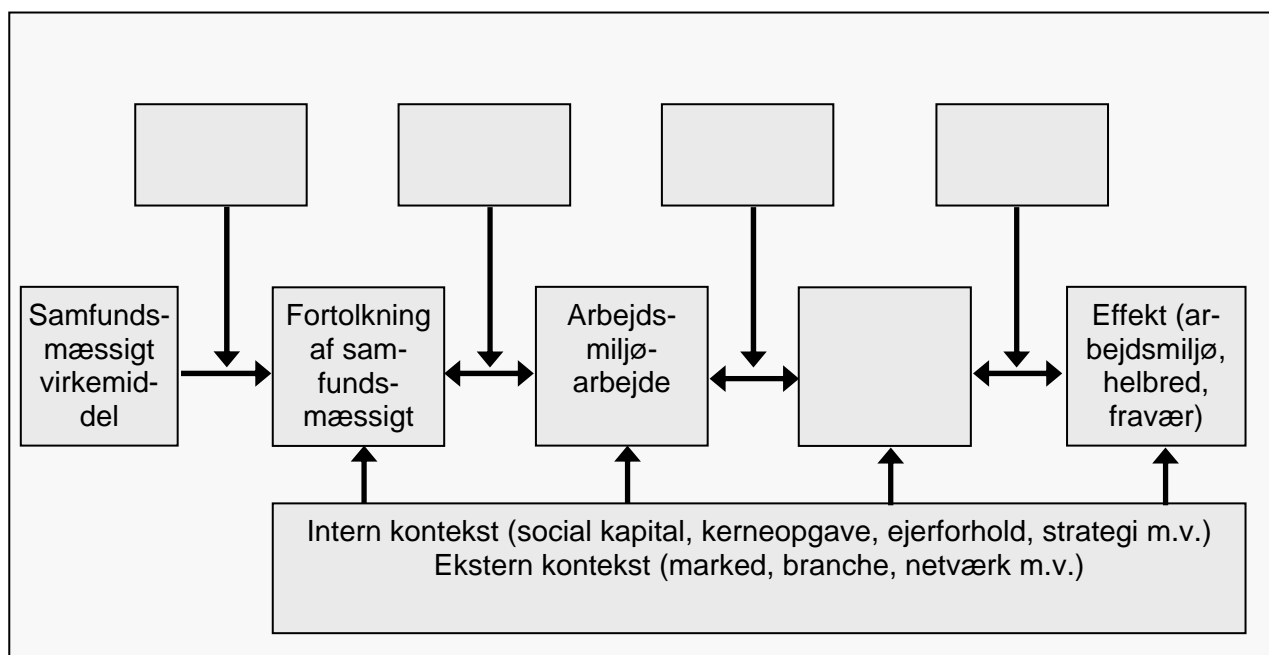 Samfunds-
mæssigt
virkemid-
del
Fortolkning
af sam-
funds-
mæssigt
Arbejds-
miljø-
arbejde
Effekt (ar-
bejdsmiljø,
helbred,
fravær)
Intern kontekst (social kapital, kerneopgave, ejerforhold, strategi m.v.)
Ekstern kontekst (marked, branche, netværk m.v.)